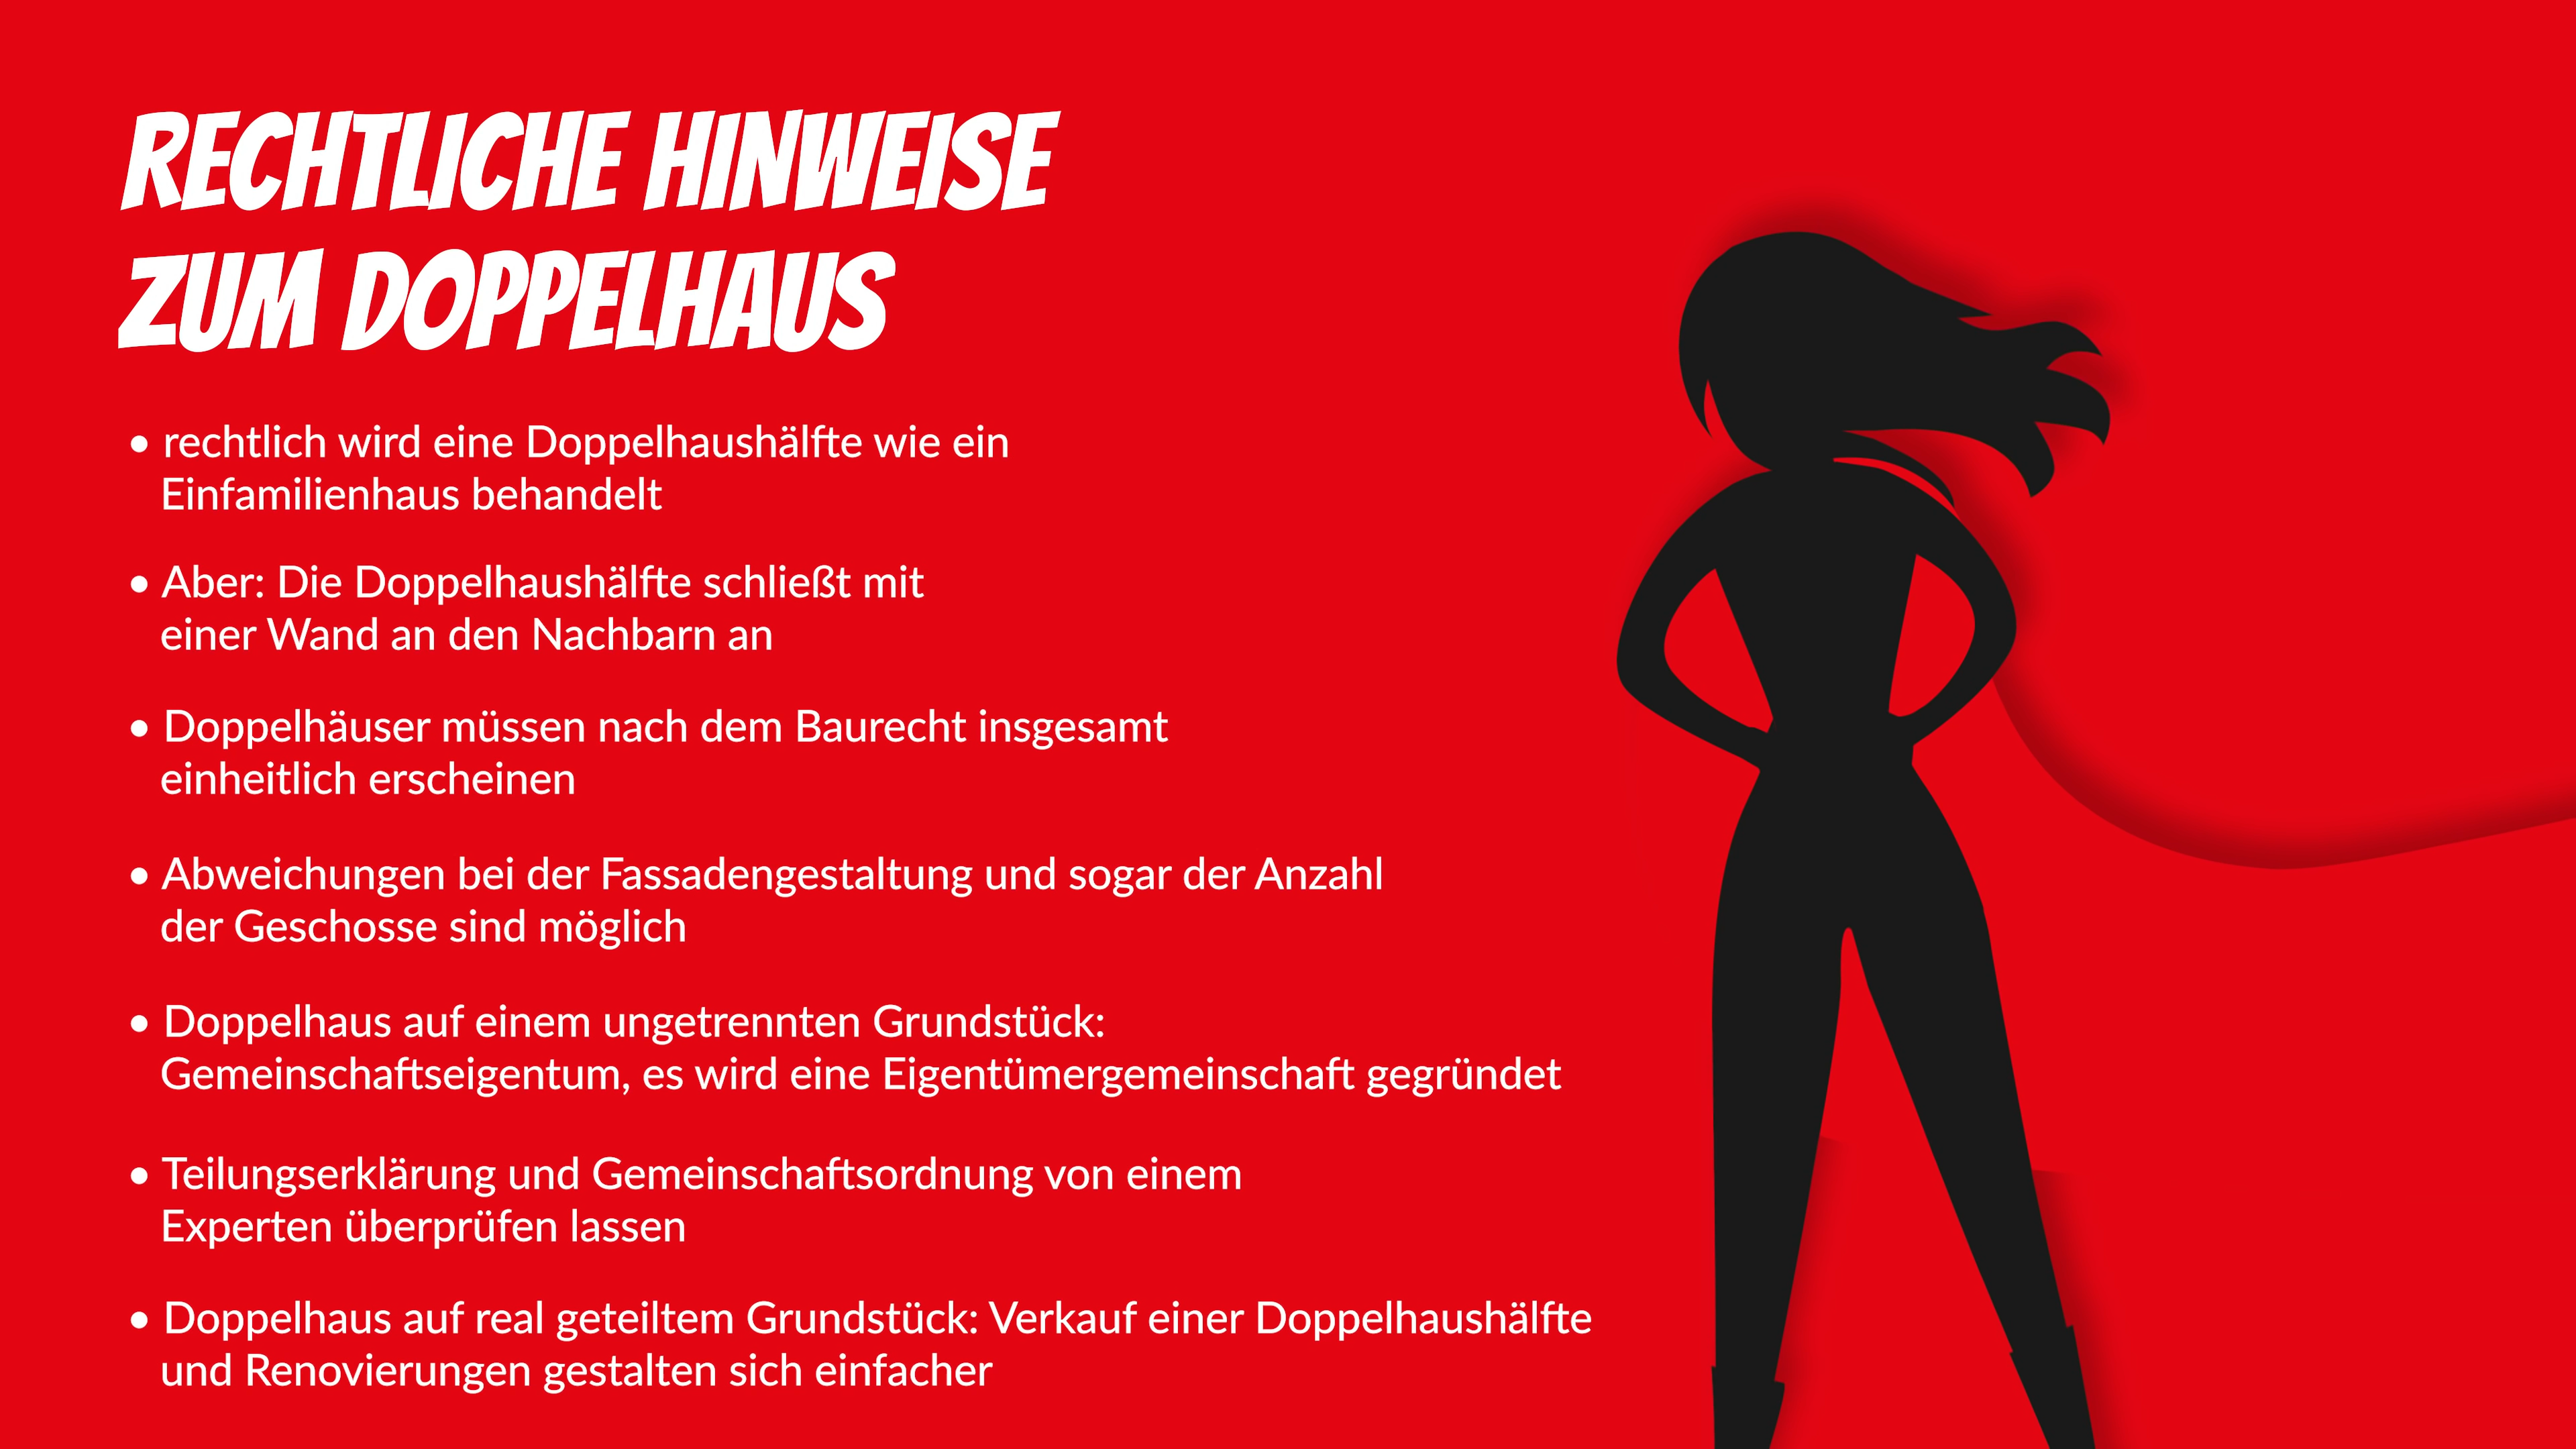 RECHTLICHE HINWEISE
ZUM DOPPELHAUS
• rechtlich wird eine Doppelhaushälfte wie ein
Einfamilienhaus behandelt
• Aber: Die Doppelhaushälfte schließt mit
einer Wand an den Nachbarn an
• Doppelhäuser müssen nach dem Baurecht insgesamt
einheitlich erscheinen
• Abweichungen bei der Fassadengestaltung und sogar der Anzahl
der Geschosse sind möglich
• Doppelhaus auf einem ungetrennten Grundstück:
Gemeinschaftseigentum, es wird eine Eigentümergemeinschaft gegründet
• Teilungserklärung und Gemeinschaftsordnung von einem
Experten überprüfen lassen
• Doppelhaus auf real geteiltem Grundstück: Verkauf einer Doppelhaushälfte
und Renovierungen gestalten sich einfacher